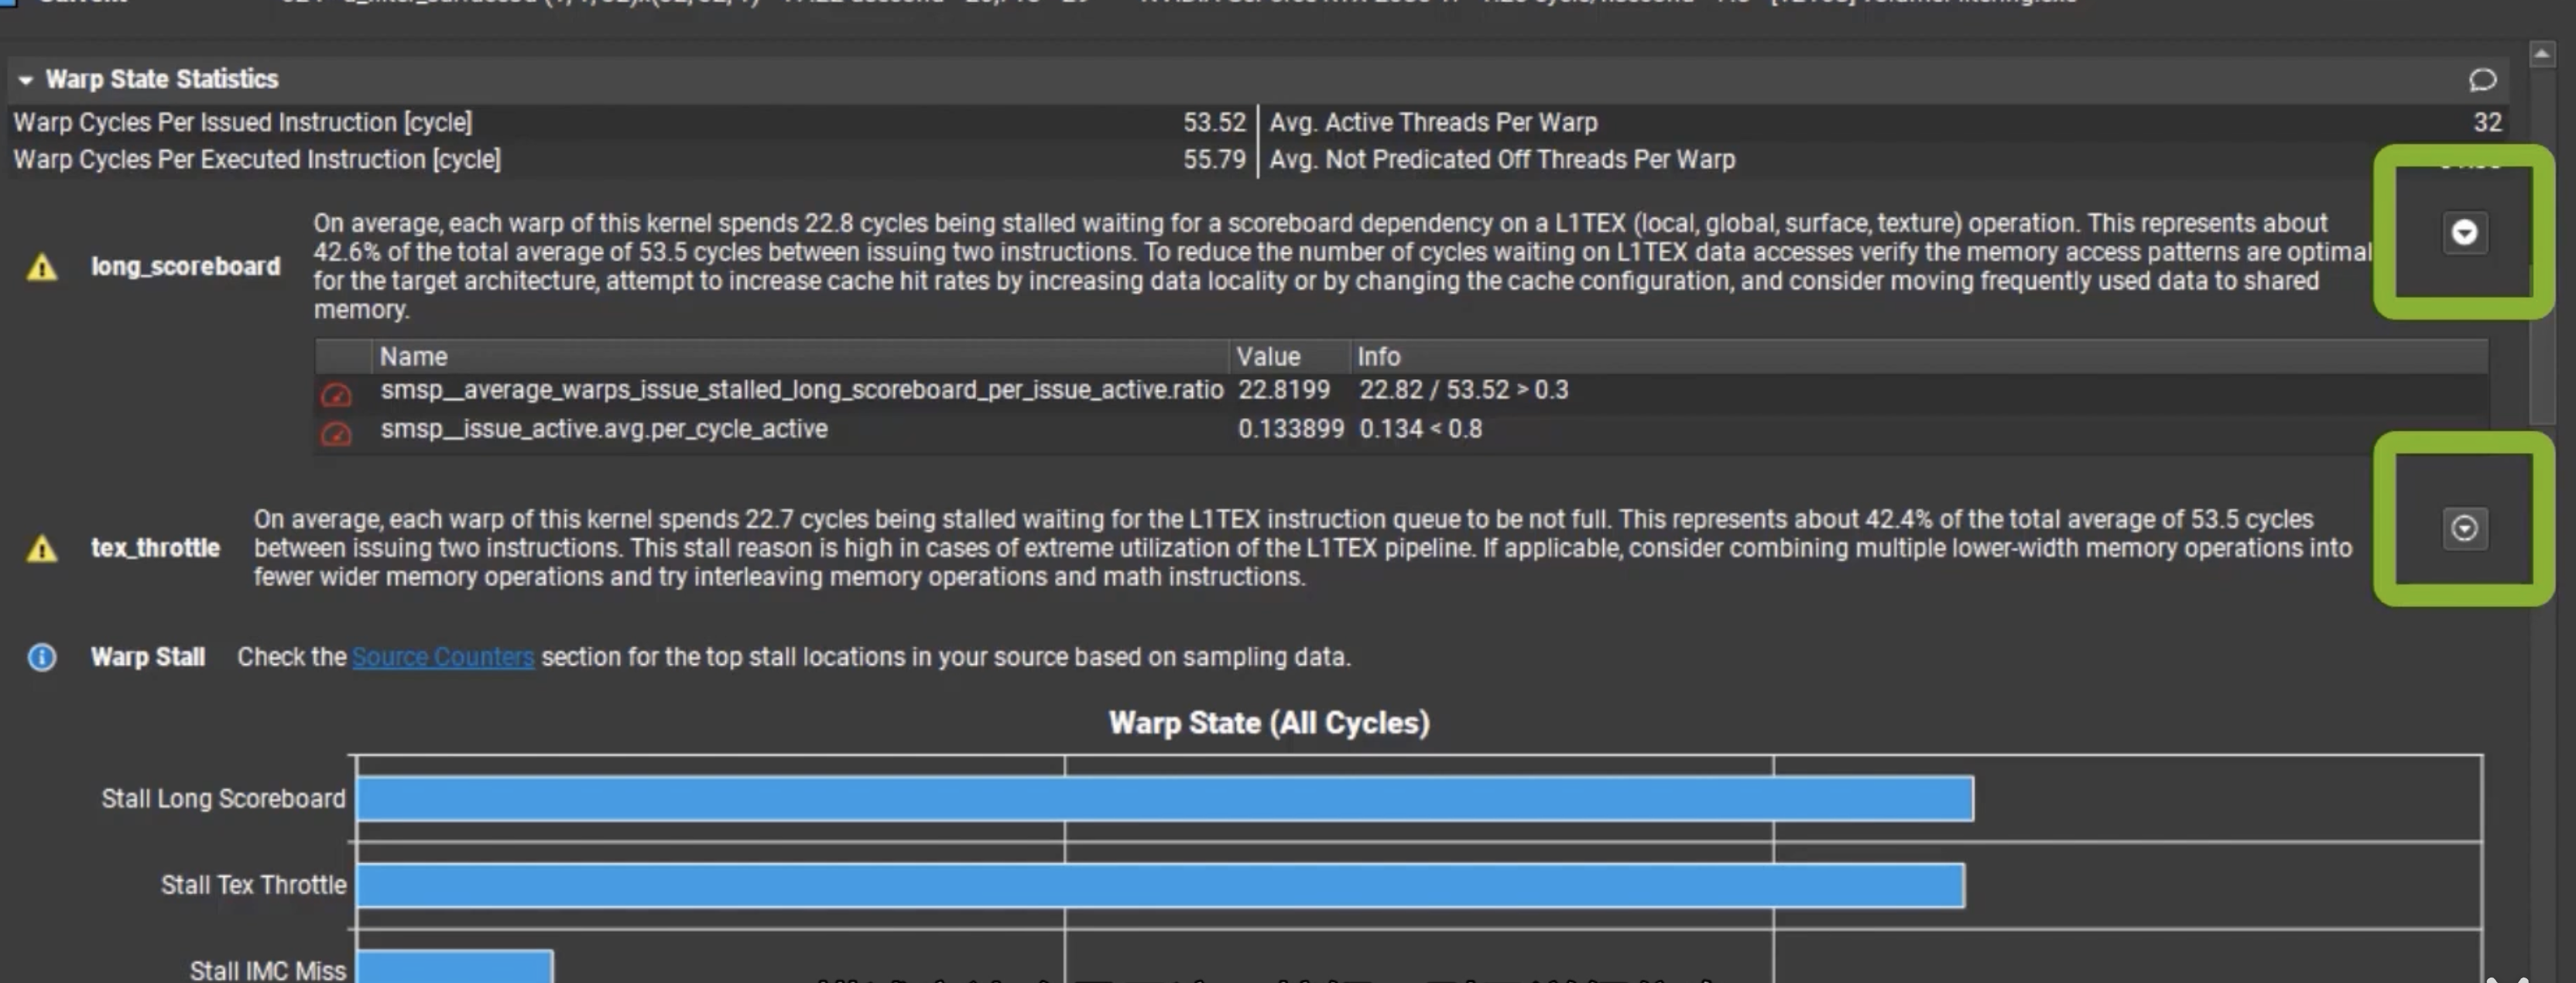 Warp State Statistics
Warp Cycles Per Issued Instruction [cycle] 53.52 Avg. Active Threads Per Warp 32
Warp Cycles Per Executed Instruction [cycle] 55.79 Avg. Not Predicated Off Threads Per Warp
On average, each warp of this kernel spends 22.8 cycles being stalled waiting for a scoreboard dependency on a L1TEX (local, global, surface, texture) operation. This represents about
42.6% of the total average of 53.5 cycles between issuing two instructions. To reduce the number of cycles waiting on L1TEX data accesses verify the memory access patterns are optimal
long_scoreboard
for the target architecture, attempt to increase cache hit rates by increasing data locality or by changing the cache configuration, and consider moving frequently used data to shared
memory.
Name Value Info
smsp__average_warps_issue_stalled_long_scoreboard_per_issue_active.ratio 22.8199 22.82 / 53.52 > 0.3
smsp__issue_active.avg.per_cycle_active 0.133899 0.134 < 0.8
On average, each warp of this kernel spends 22.7 cycles being stalled waiting for the L1TEX instruction queue to be not full. This represents about 42.4% of the total average of 53.5 cycles
tex_throttle between issuing two instructions. This stall reason is high in cases of extreme utilization of the L1TEX pipeline. If applicable, consider combining multiple lower-width memory operations into
fewer wider memory operations and try interleaving memory operations and math instructions.
Warp Stall Check the Source Counters section for the top stall locations in your source based on sampling data.
Warp State (All Cycles)
Stall Long Scoreboard
Stall Tex Throttle
Stall IMC Miss